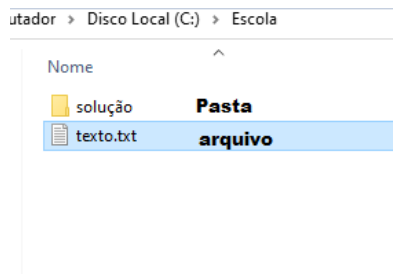 utador > Disco Local (C:) > Escola
Nome
solução Pasta
texto.txt arquivo